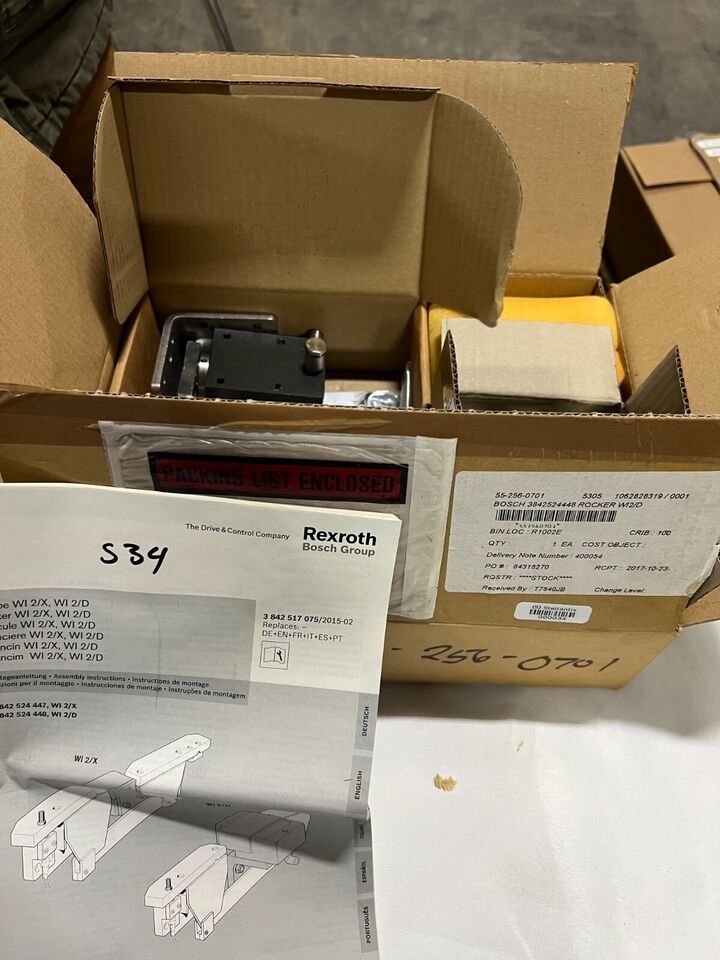 PACKING LIST ENCLOSED
55-256-0701 5305 1062828319 / 0001
BOSCH 3842524448 ROCKER WI2/D
BIN LOC : R1002E CRIB : 100
QTY : 1 EA COST OBJECT :
Delivery Note Number : 400054
PO # : 84318270 RCPT : 2017-10-23
RQSTR : ****STOCK****
Received By : T7540JB Change Level:
Stellantis
000034
- 256-0701
The Drive & Control Company
Rexroth
Bosch Group
S34
WI 2/X, WI 2/D
WI 2/X, WI 2/D
WI 2/X, WI 2/D
WI 2/X, WI 2/D
WI 2/X, WI 2/D
WI 2/X, WI 2/D
3 842 517 075/2015-02
Replaces: –
DE+EN+FR+IT+ES+PT
• Assembly instructions • Instructions de montage
per il montaggio • Instrucciones de montaje • Instruções de montagem
842 524 447, WI 2/X
842 524 448, WI 2/D
WI 2/X
DEUTSCH
ENGLISH
ESPAÑOL
PORTUGUÊS